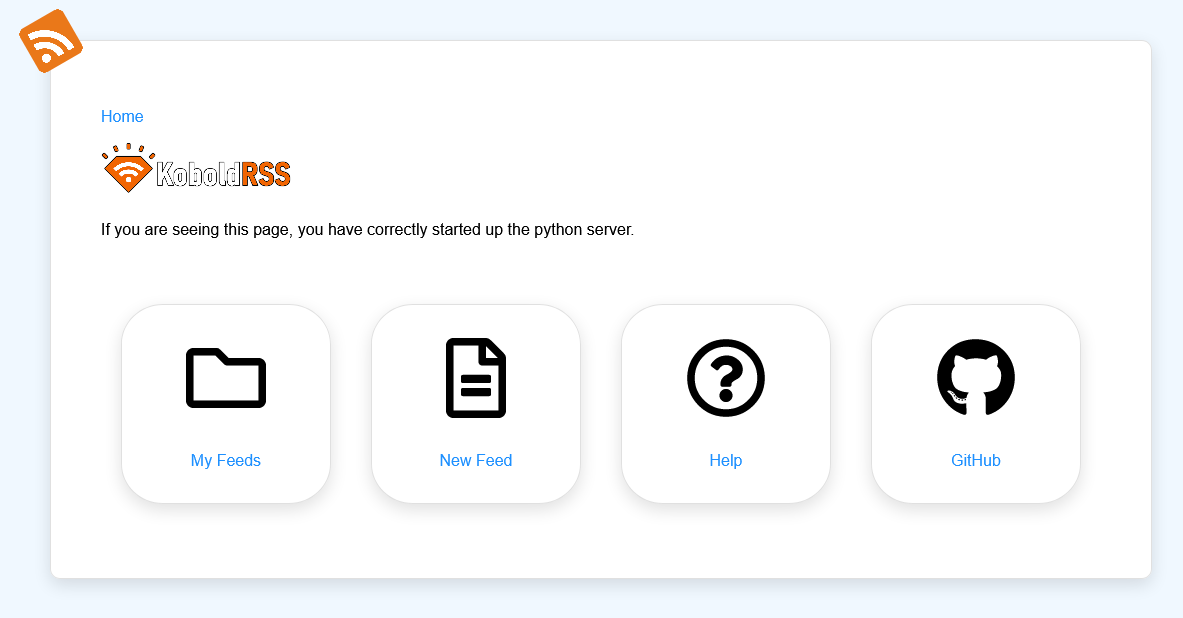 Home
KoboldRSS
If you are seeing this page, you have correctly started up the python server.
My Feeds
New Feed
Help
GitHub